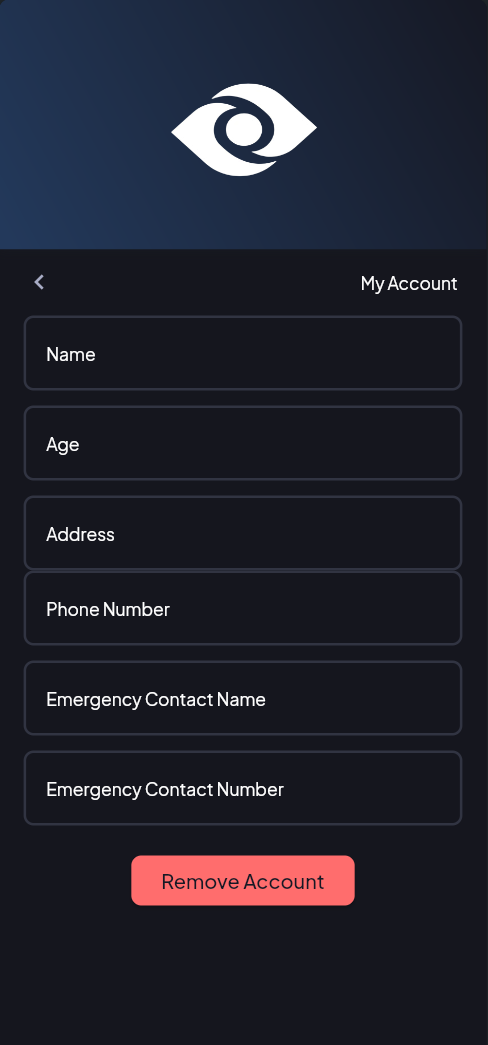 My Account
Name
Age
Address
Phone Number
Emergency Contact Name
Emergency Contact Number
Remove Account